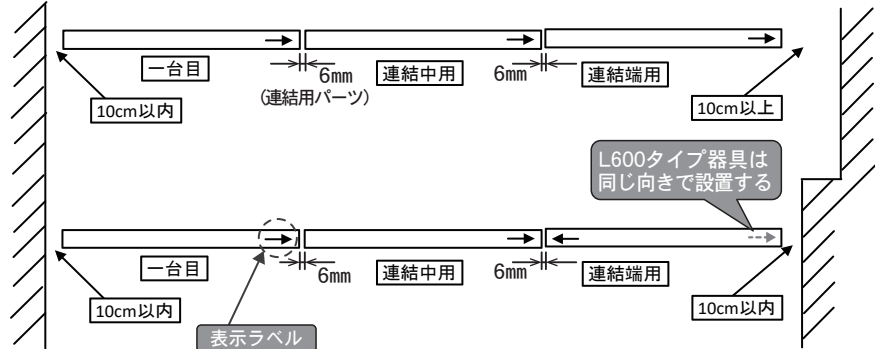 一台目
6mm
(連結用パーツ)
連結中用
6mm
連結端用
10cm以内
10cm以上
L600タイプ器具は
同じ向きで設置する
一台目
6mm
連結中用
6mm
連結端用
10cm以内
10cm以内
表示ラベル